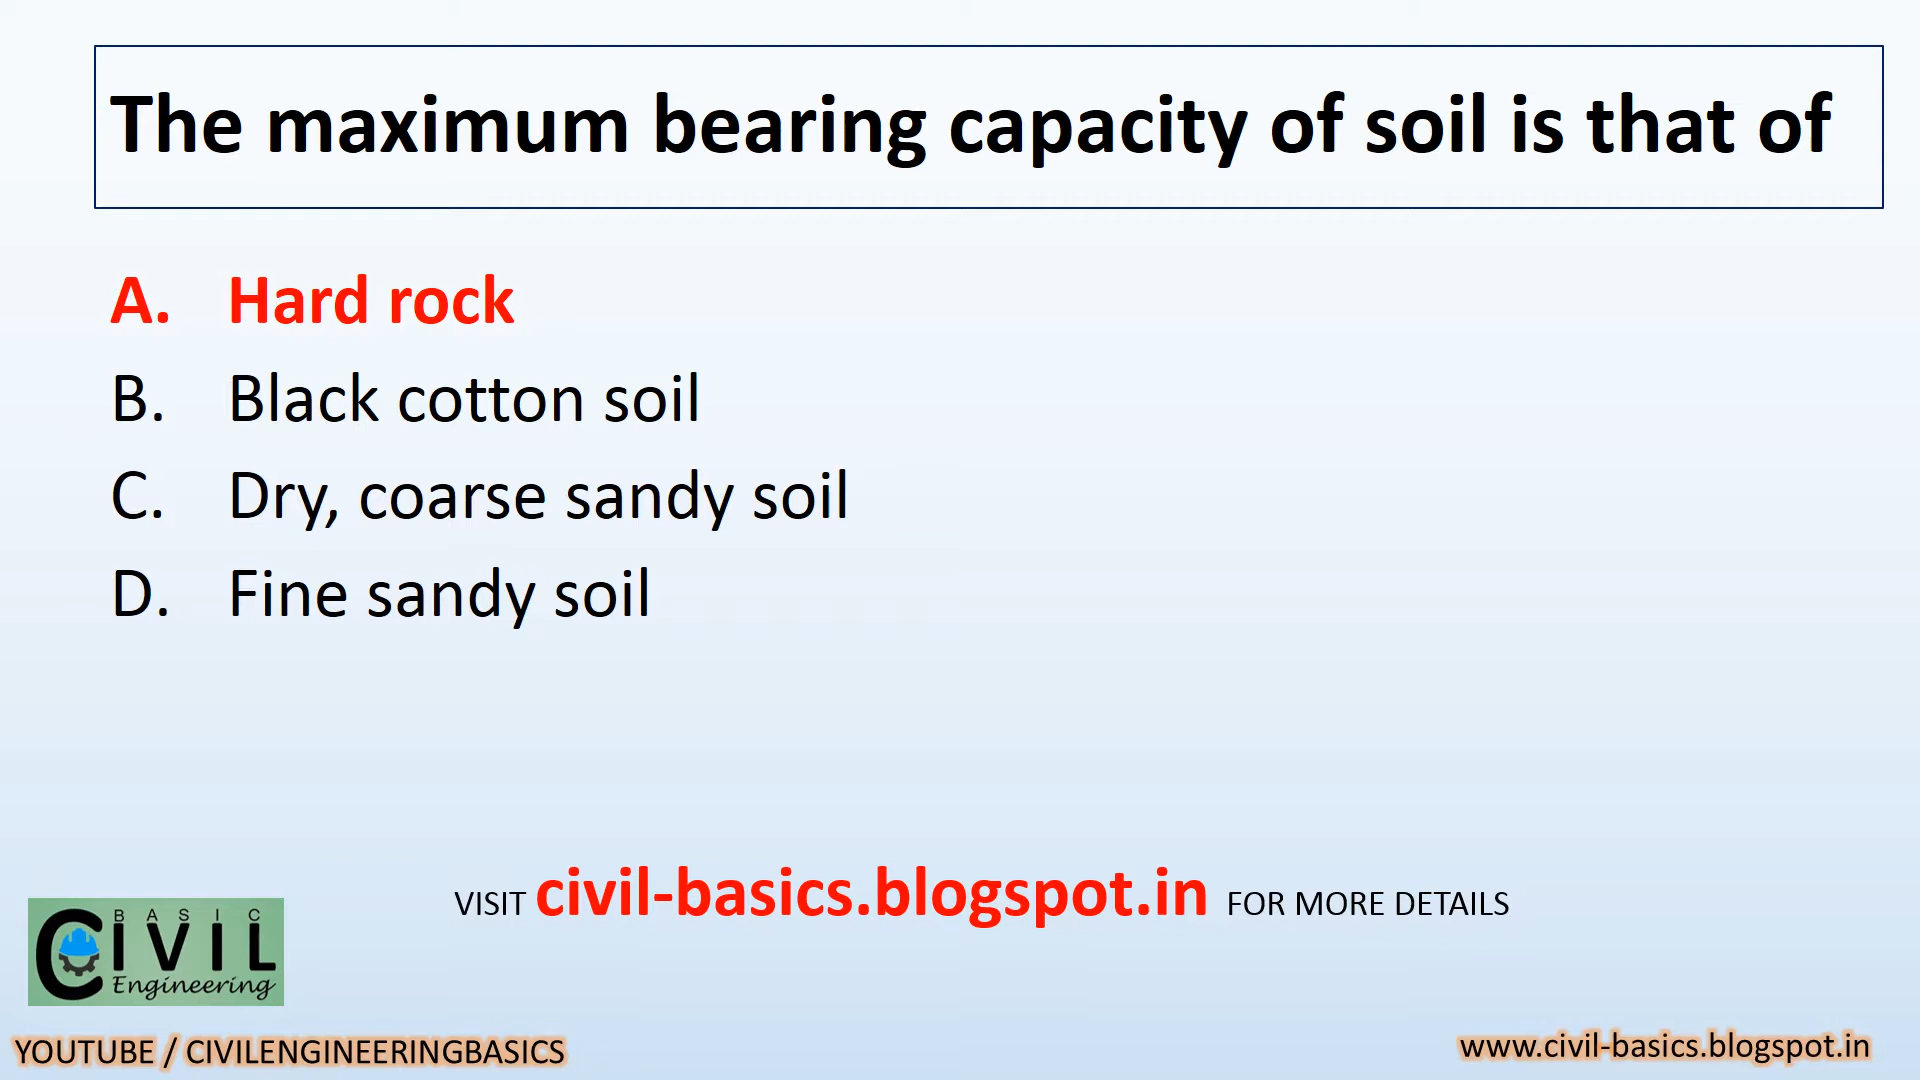 The maximum bearing capacity of soil is that of
A. Hard rock
B. Black cotton soil
C. Dry, coarse sandy soil
D. Fine sandy soil
VISIT civil-basics.blogspot.in FOR MORE DETAILS
BASIC
CIVIL
Engineering
YOUTUBE / CIVILENGINEERINGBASICS
www.civil-basics.blogspot.in